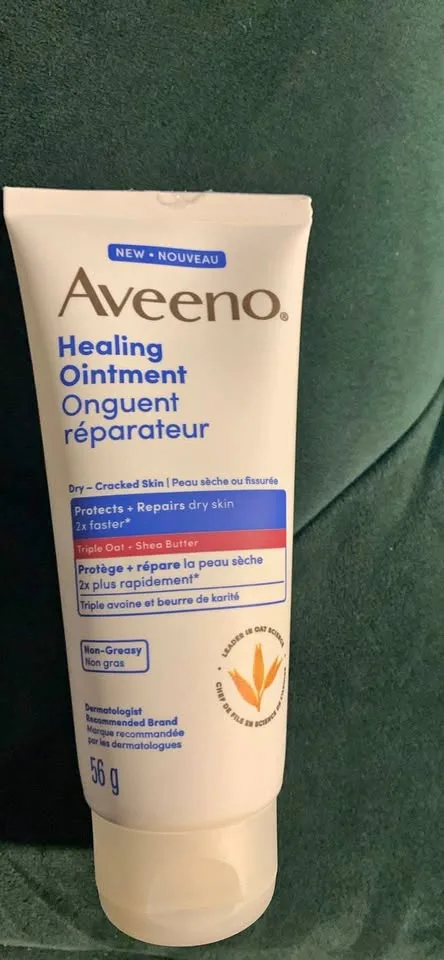 NEW • NOUVEAU
Aveeno®
Healing
Ointment
Onguent
réparateur
Dry – Cracked Skin | Peau sèche ou fissurée
Protects + Repairs dry skin
2x faster*
Triple Oat + Shea Butter
Protège + répare la peau sèche
2x plus rapidement*
Triple avoine et beurre de karité
Non-Greasy
Non gras
LEADER IN OAT SCIENCE
CHEF DE FILE EN SCIENCE DE
Dermatologist
Recommended Brand
Marque recommandée
par les dermatologues
56 g